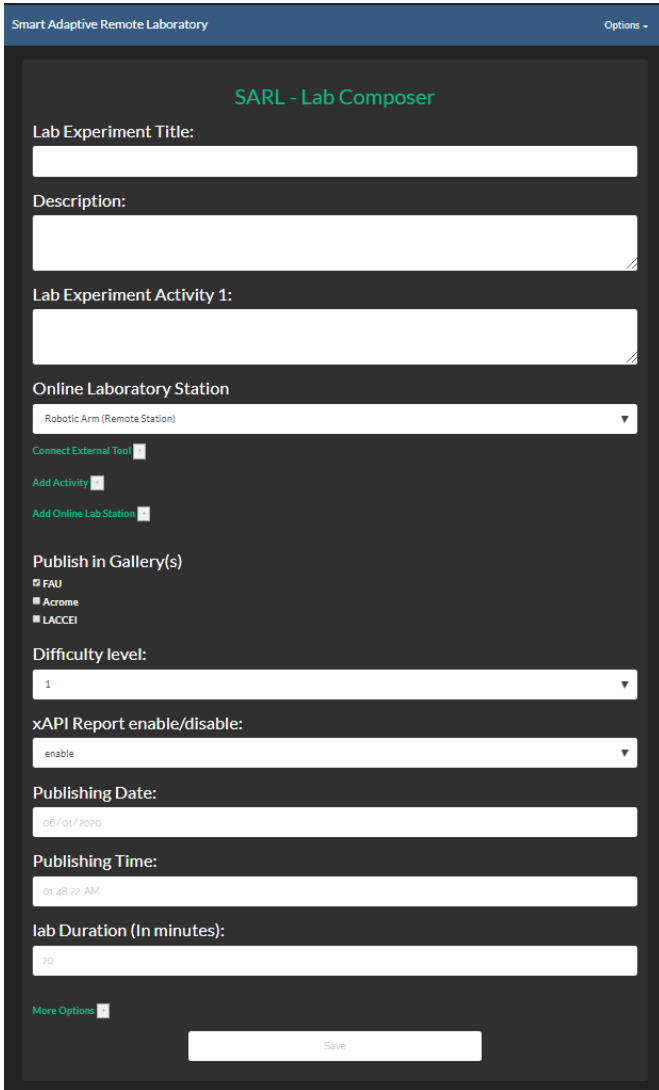 Smart Adaptive Remote Laboratory
Options
SARL - Lab Composer
Lab Experiment Title:
Description:
Lab Experiment Activity 1:
Online Laboratory Station
Robotic Arm (Remote Station)
Connect External Tool
Add Activity
Add Online Lab Station
Publish in Gallery(s)
FAU
Acrome
LACCEI
Difficulty level:
1
xAPI Report enable/disable:
enable
Publishing Date:
06/01/2020
Publishing Time:
01:48:22 AM
lab Duration (In minutes):
20
More Options
Save